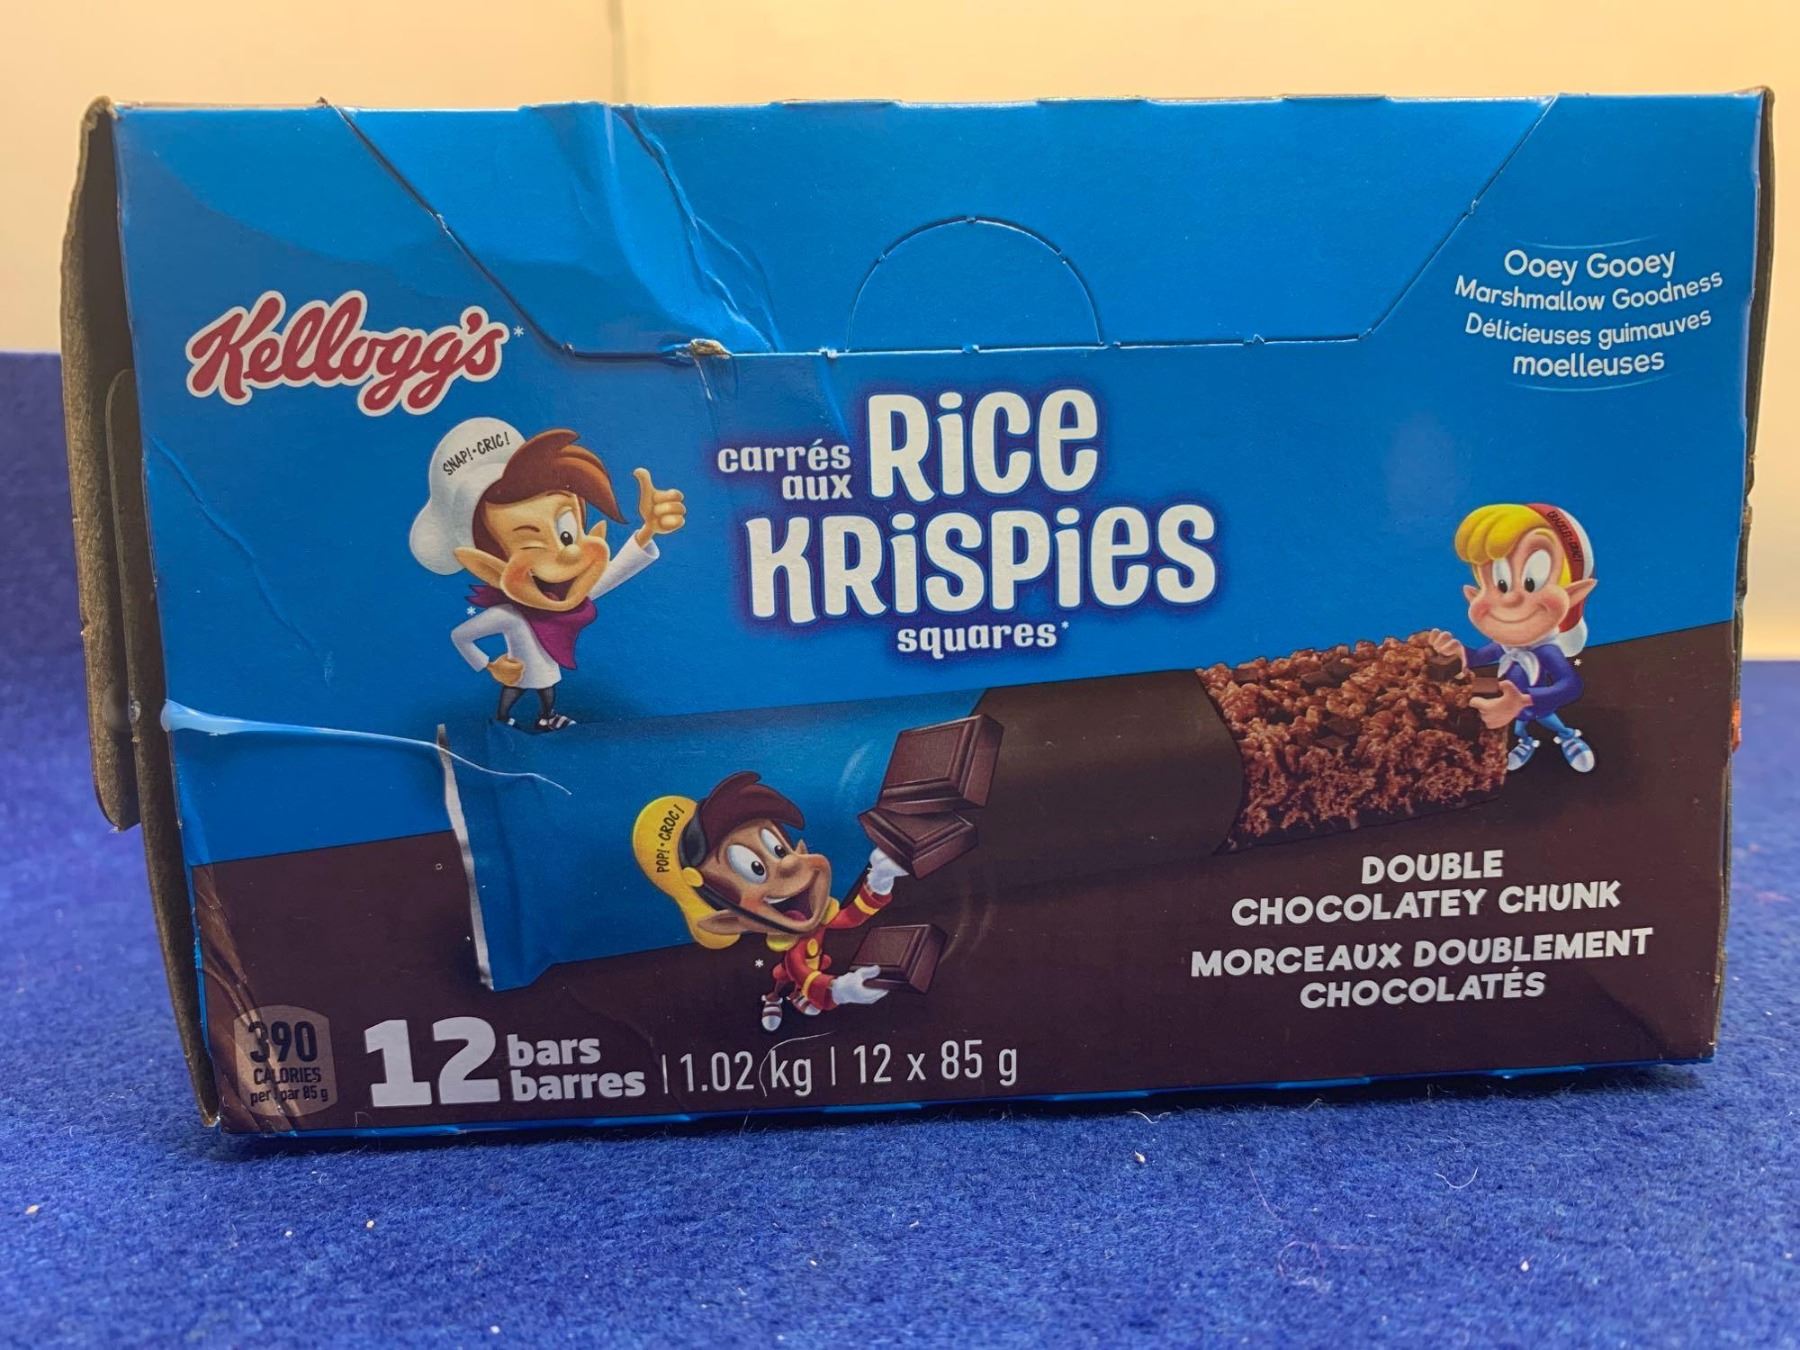 Kellogg's*
Ooey Gooey
Marshmallow Goodness
Délicieuses guimauves
moelleuses
SNAP!•CRIC!
carrés
aux
RiCe
KRiSPieS
squares*
POP!•CROC!
DOUBLE
CHOCOLATEY CHUNK
MORCEAUX DOUBLEMENT
CHOCOLATÉS
390
CALORIES
per | par 85 g
12 bars
barres | 1.02 kg | 12 x 85 g